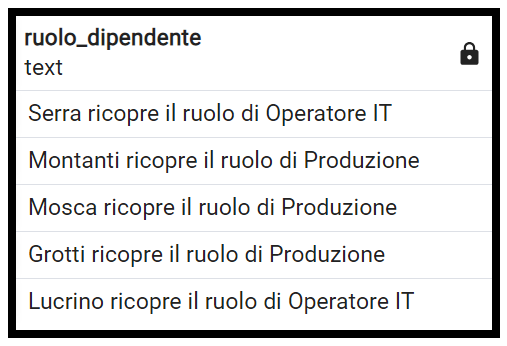 ruolo_dipendente
text
Serra ricopre il ruolo di Operatore IT
Montanti ricopre il ruolo di Produzione
Mosca ricopre il ruolo di Produzione
Grotti ricopre il ruolo di Produzione
Lucrino ricopre il ruolo di Operatore IT